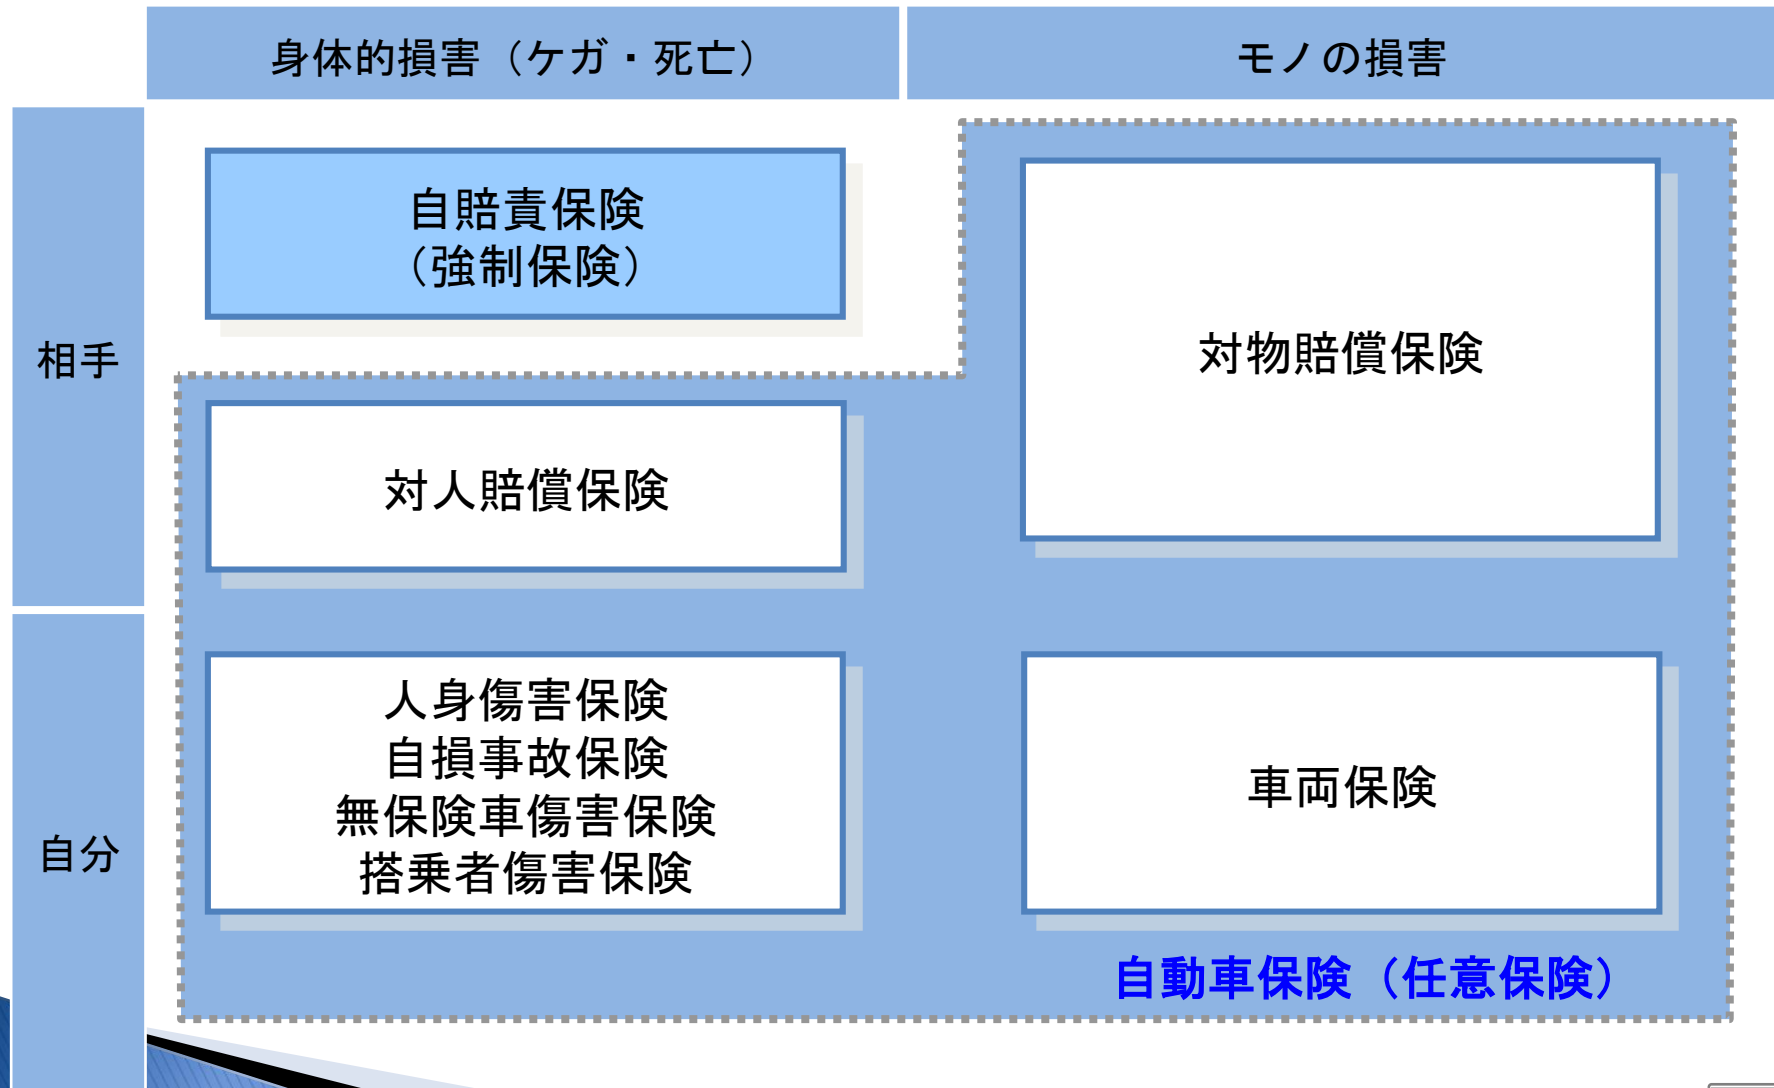 身体的損害（ケガ・死亡）
モノの損害
相手
自賠責保険
（強制保険）
対物賠償保険
対人賠償保険
自分
人身傷害保険
自損事故保険
無保険車傷害保険
搭乗者傷害保険
車両保険
自動車保険（任意保険）